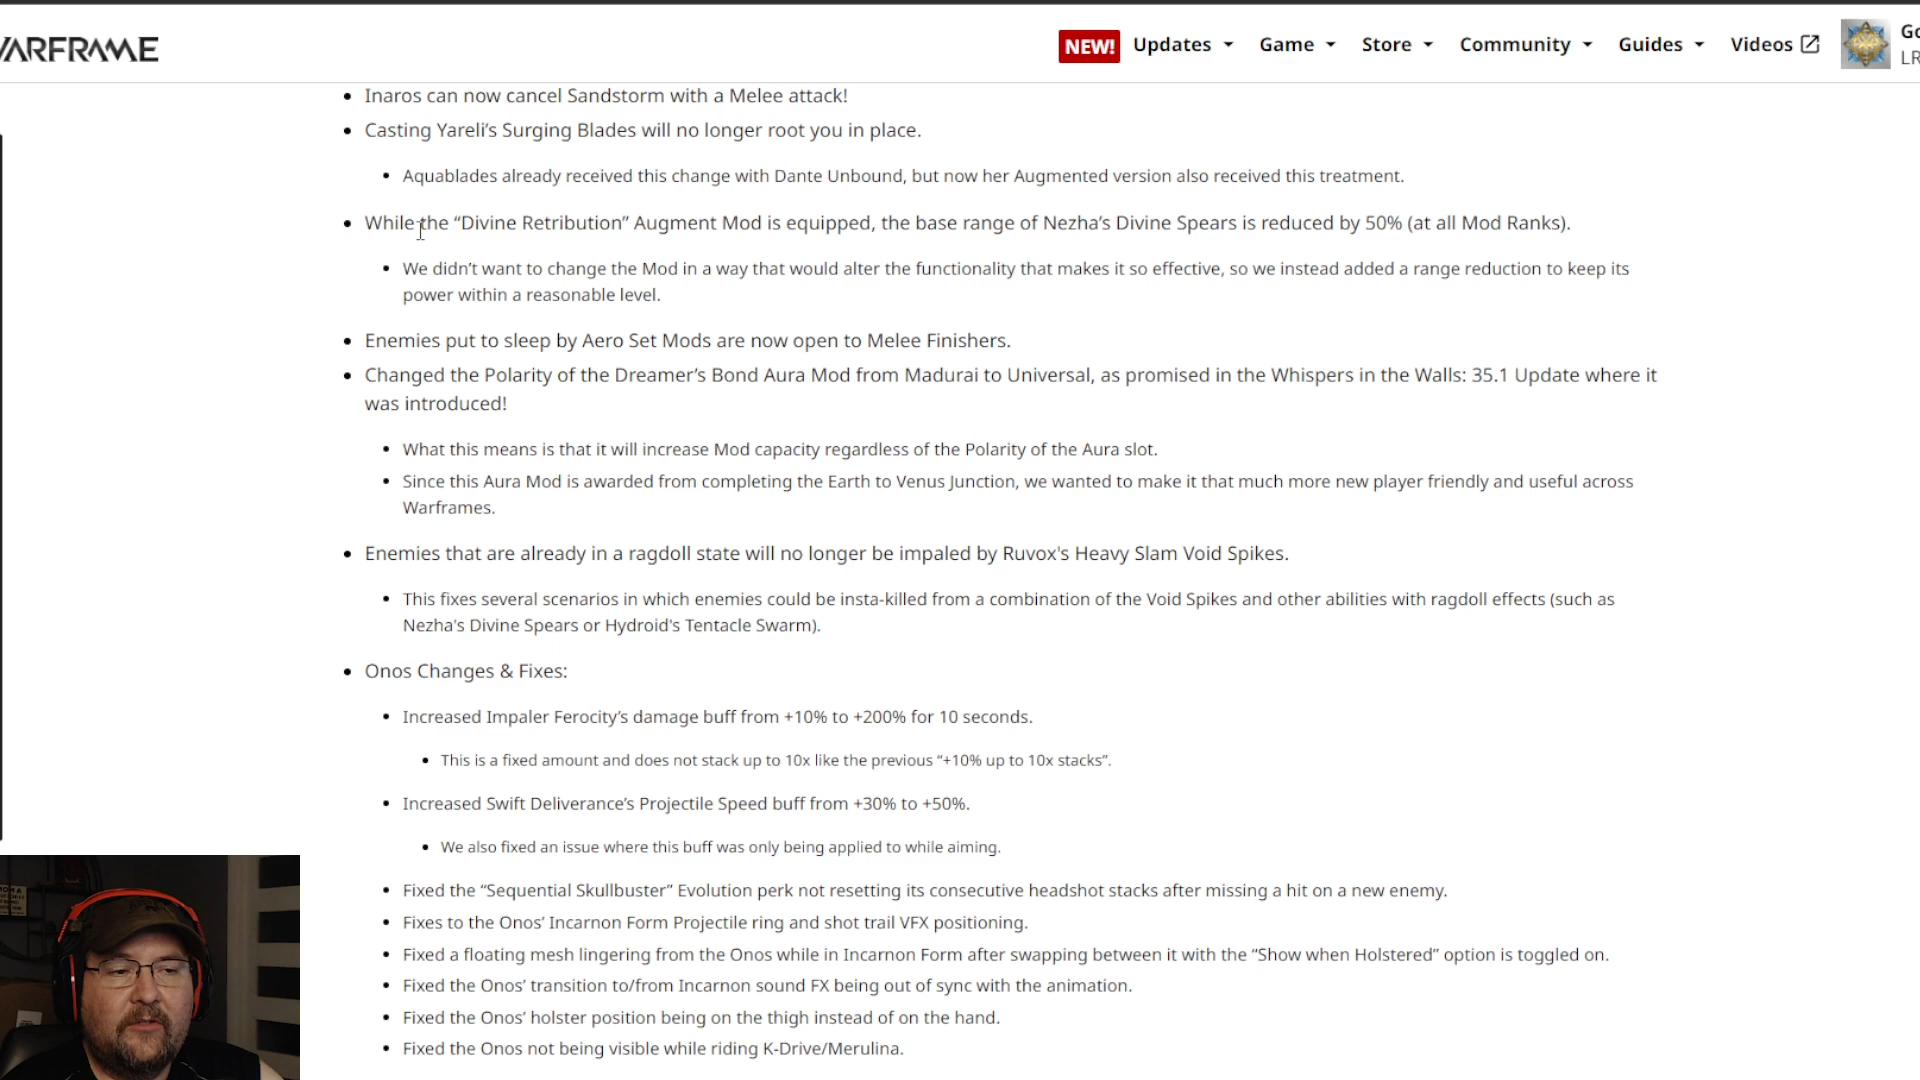 WARFRAME
NEW! Updates Game Store Community Guides Videos
Go
LR
Inaros can now cancel Sandstorm with a Melee attack!
Casting Yareli’s Surging Blades will no longer root you in place.
Aquablades already received this change with Dante Unbound, but now her Augmented version also received this treatment.
While the “Divine Retribution” Augment Mod is equipped, the base range of Nezha’s Divine Spears is reduced by 50% (at all Mod Ranks).
We didn’t want to change the Mod in a way that would alter the functionality that makes it so effective, so we instead added a range reduction to keep its
power within a reasonable level.
Enemies put to sleep by Aero Set Mods are now open to Melee Finishers.
Changed the Polarity of the Dreamer’s Bond Aura Mod from Madurai to Universal, as promised in the Whispers in the Walls: 35.1 Update where it
was introduced!
What this means is that it will increase Mod capacity regardless of the Polarity of the Aura slot.
Since this Aura Mod is awarded from completing the Earth to Venus Junction, we wanted to make it that much more new player friendly and useful across
Warframes.
Enemies that are already in a ragdoll state will no longer be impaled by Ruvox's Heavy Slam Void Spikes.
This fixes several scenarios in which enemies could be insta-killed from a combination of the Void Spikes and other abilities with ragdoll effects (such as
Nezha's Divine Spears or Hydroid's Tentacle Swarm).
Onos Changes & Fixes:
Increased Impaler Ferocity’s damage buff from +10% to +200% for 10 seconds.
This is a fixed amount and does not stack up to 10x like the previous “+10% up to 10x stacks”.
Increased Swift Deliverance’s Projectile Speed buff from +30% to +50%.
We also fixed an issue where this buff was only being applied to while aiming.
Fixed the “Sequential Skullbuster” Evolution perk not resetting its consecutive headshot stacks after missing a hit on a new enemy.
Fixes to the Onos’ Incarnon Form Projectile ring and shot trail VFX positioning.
Fixed a floating mesh lingering from the Onos while in Incarnon Form after swapping between it with the “Show when Holstered” option is toggled on.
Fixed the Onos’ transition to/from Incarnon sound FX being out of sync with the animation.
Fixed the Onos’ holster position being on the thigh instead of on the hand.
Fixed the Onos not being visible while riding K-Drive/Merulina.